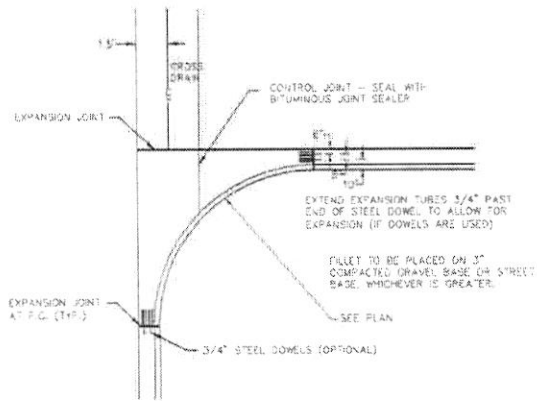 1.5'
CROSS
DRAIN
CONTROL JOINT - SEAL WITH
BITUMINOUS JOINT SEALER
EXPANSION JOINT
EXTEND EXPANSION TUBES 3/4" PAST
END OF STEEL DOWEL TO ALLOW FOR
EXPANSION (IF DOWELS ARE USED)
FILLET TO BE PLACED ON 3"
COMPACTED GRAVEL BASE OR STREET
BASE, WHICHEVER IS GREATER.
EXPANSION JOINT
AT P.C. (TYP.)
SEE PLAN
3/4" STEEL DOWELS (OPTIONAL)